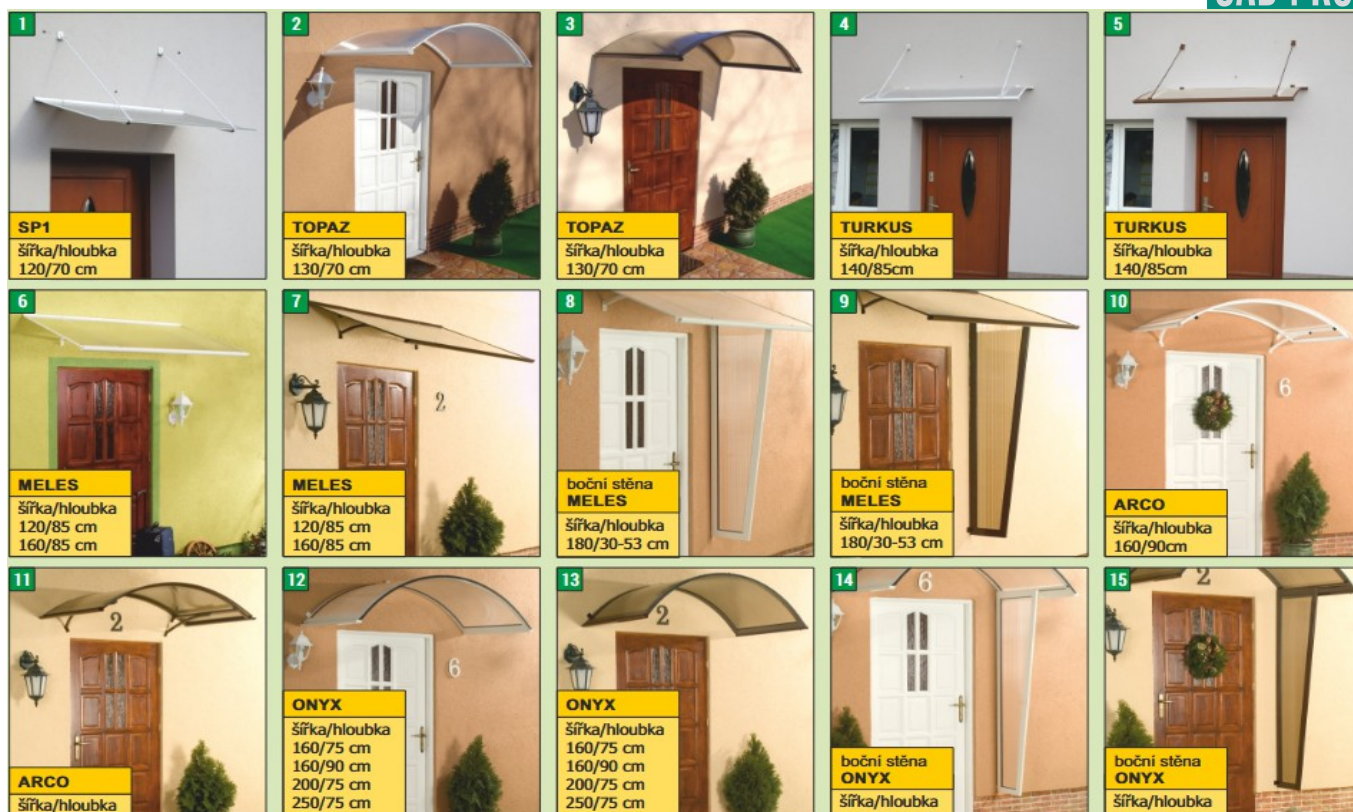 1
SP1
šířka/hloubka
120/70 cm
2
TOPAZ
šířka/hloubka
130/70 cm
3
TOPAZ
šířka/hloubka
130/70 cm
4
TURKUS
šířka/hloubka
140/85cm
5
TURKUS
šířka/hloubka
140/85cm
6
MELES
šířka/hloubka
120/85 cm
160/85 cm
7
2
MELES
šířka/hloubka
120/85 cm
160/85 cm
8
boční stěna
MELES
šířka/hloubka
180/30-53 cm
9
boční stěna
MELES
šířka/hloubka
180/30-53 cm
10
6
ARCO
šířka/hloubka
160/90cm
11
2
ARCO
šířka/hloubka
12
6
ONYX
šířka/hloubka
160/75 cm
160/90 cm
200/75 cm
250/75 cm
13
2
ONYX
šířka/hloubka
160/75 cm
160/90 cm
200/75 cm
250/75 cm
14
6
boční stěna
ONYX
šířka/hloubka
15
2
boční stěna
ONYX
šířka/hloubka